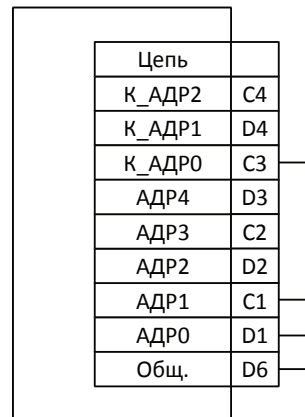 Цепь
К_АДР2 C4
К_АДР1 D4
К_АДР0 C3
АДР4 D3
АДР3 C2
АДР2 D2
АДР1 C1
АДР0 D1
Общ. D6